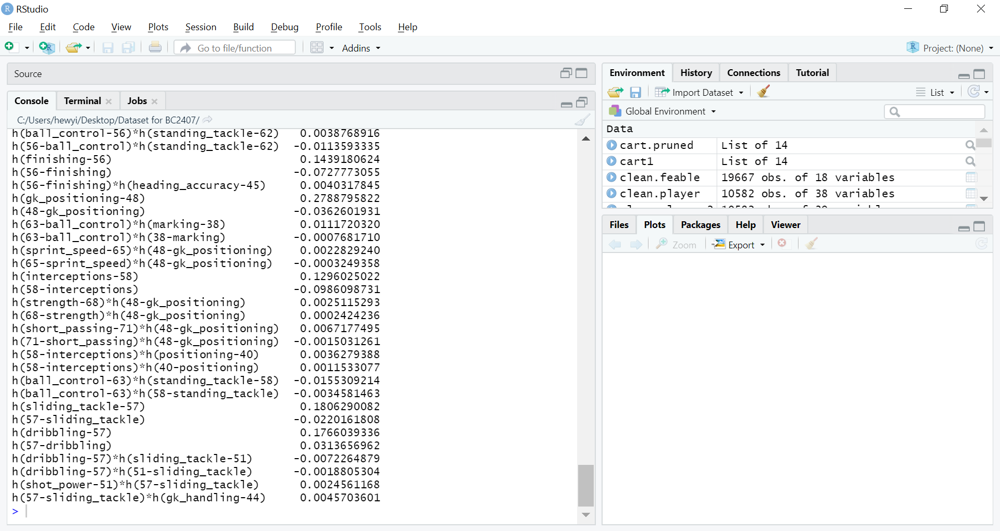 RStudio
File Edit Code View Plots Session Build Debug Profile Tools Help
Go to file/function Addins Project: (None)
Source
Console Terminal Jobs
C:/Users/hewyi/Desktop/Dataset for BC2407/
h(ball_control-56)*h(standing_tackle-62) 0.0038768916
h(56-ball_control)*h(standing_tackle-62) -0.0113593335
h(finishing-56) 0.1439180624
h(56-finishing) -0.0727773055
h(56-finishing)*h(heading_accuracy-45) 0.0040317845
h(gk_positioning-48) 0.2788795822
h(48-gk_positioning) -0.0362601931
h(63-ball_control)*h(marking-38) 0.0111720320
h(63-ball_control)*h(38-marking) -0.0007681710
h(sprint_speed-65)*h(48-gk_positioning) 0.0022829240
h(65-sprint_speed)*h(48-gk_positioning) -0.0003249358
h(interceptions-58) 0.1296025022
h(58-interceptions) -0.0986098731
h(strength-68)*h(48-gk_positioning) 0.0025115293
h(68-strength)*h(48-gk_positioning) 0.0002424236
h(short_passing-71)*h(48-gk_positioning) 0.0067177495
h(71-short_passing)*h(48-gk_positioning) -0.0015031261
h(58-interceptions)*h(positioning-40) 0.0036279388
h(58-interceptions)*h(40-positioning) 0.0011533077
h(ball_control-63)*h(standing_tackle-58) -0.0155309214
h(ball_control-63)*h(58-standing_tackle) -0.0034581463
h(sliding_tackle-57) 0.1806290082
h(57-sliding_tackle) -0.0220161808
h(dribbling-57) 0.1766039336
h(57-dribbling) 0.0313656962
h(dribbling-57)*h(sliding_tackle-51) -0.0072264879
h(dribbling-57)*h(51-sliding_tackle) -0.0018805304
h(shot_power-51)*h(57-sliding_tackle) 0.0024561168
h(57-sliding_tackle)*h(gk_handling-44) 0.0045703601
>
Environment History Connections Tutorial
Import Dataset List
Global Environment
Data
cart.pruned List of 14
cart1 List of 14
clean.feable 19667 obs. of 18 variables
clean.player 10582 obs. of 38 variables
Files Plots Packages Help Viewer
Zoom Export